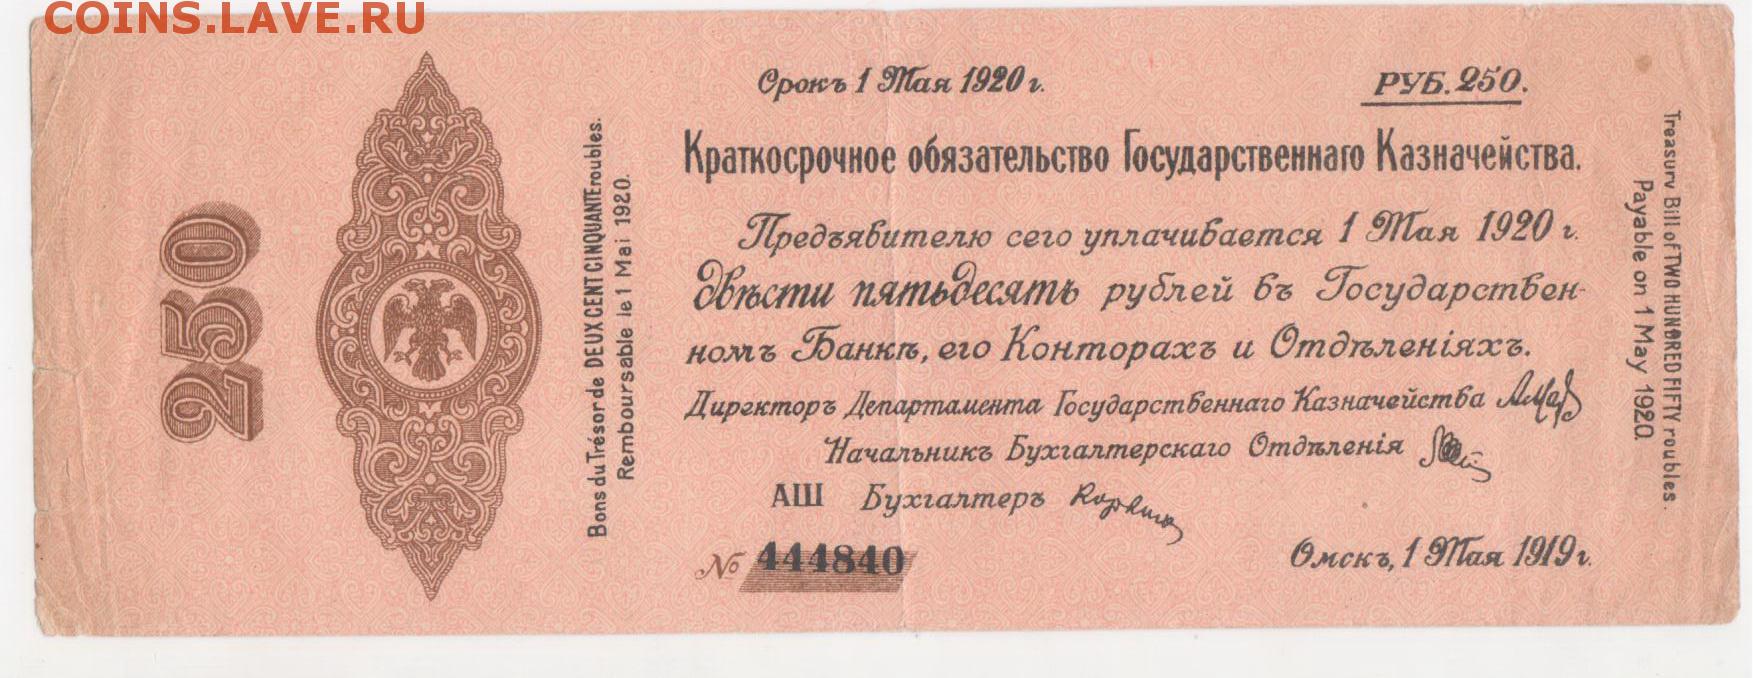 COINS.LAVE.RU
250
Bons du Trésor de DEUX CENT CINQUANTE roubles.
Remboursable le 1 Mai 1920.
Срокъ 1 Мая 1920 г.
РУБ. 250.
Краткосрочное обязательство Государственнаго Казначейства.
Предъявителю сего уплачивается 1 Мая 1920 г.
двѣсти пятьдесятъ рублей въ Государствен-
номъ Банкѣ, его Конторахъ и Отдѣленіяхъ.
Директоръ Департамента Государственнаго Казначейства
Начальникъ Бухгалтерскаго Отдѣленія
АШ Бухгалтеръ
№ 444840
Омскъ, 1 Мая 1919 г.
Treasury Bill of TWO HUNDRED FIFTY roubles.
Payable on 1 May 1920.